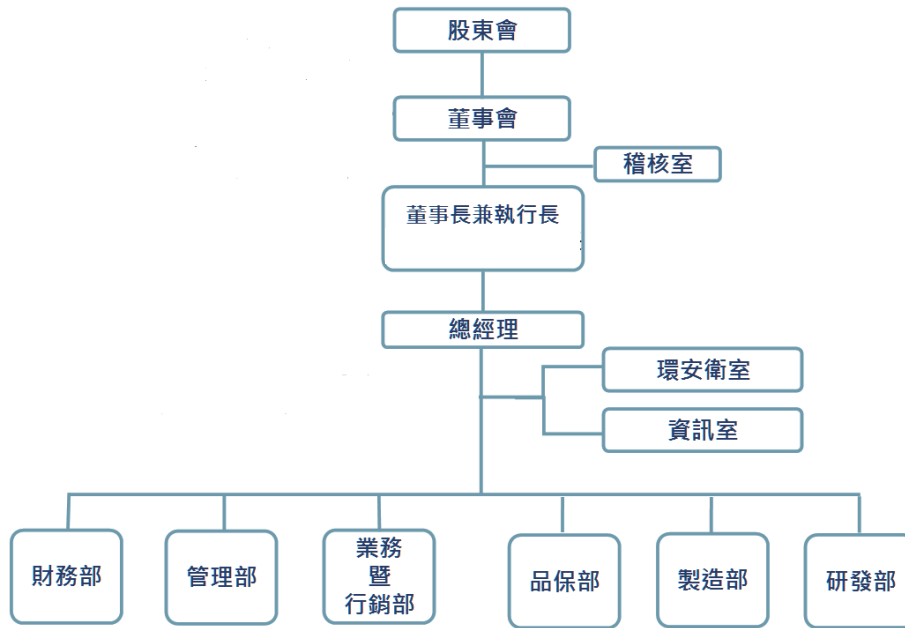 股東會
董事會
稽核室
董事長兼執行長
總經理
環安衛室
資訊室
財務部
管理部
業務
暨
行銷部
品保部
製造部
研發部